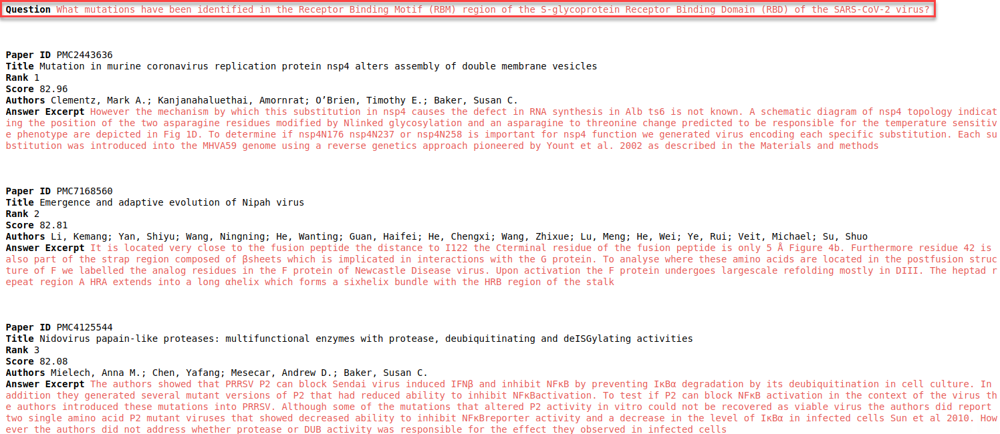 Question What mutations have been identified in the Receptor Binding Motif (RBM) region of the S-glycoprotein Receptor Binding Domain (RBD) of the SARS-CoV-2 virus?
Paper ID PMC2443636
Title Mutation in murine coronavirus replication protein nsp4 alters assembly of double membrane vesicles
Rank 1
Score 82.96
Authors Clementz, Mark A.; Kanjanahaluethai, Amornrat; O’Brien, Timothy E.; Baker, Susan C.
Answer Excerpt However the mechanism by which this substitution in nsp4 causes the defect in RNA synthesis in Alb ts6 is not known. A schematic diagram of nsp4 topology indicat
ing the position of the two asparagine residues modified by Nlinked glycosylation and an asparagine to threonine change predicted to be responsible for the temperature sensitiv
e phenotype are depicted in Fig 1D. To determine if nsp4N176 nsp4N237 or nsp4N258 is important for nsp4 function we generated virus encoding each specific substitution. Each su
bstitution was introduced into the MHVA59 genome using a reverse genetics approach pioneered by Yount et al. 2002 as described in the Materials and methods
Paper ID PMC7168560
Title Emergence and adaptive evolution of Nipah virus
Rank 2
Score 82.81
Authors Li, Kemang; Yan, Shiyu; Wang, Ningning; He, Wanting; Guan, Haifei; He, Chengxi; Wang, Zhixue; Lu, Meng; He, Wei; Ye, Rui; Veit, Michael; Su, Shuo
Answer Excerpt It is located very close to the fusion peptide the distance to I122 the Cterminal residue of the fusion peptide is only 5 Å Figure 4b. Furthermore residue 42 is
also part of the strap region composed of βsheets which is implicated in interactions with the G protein. To analyse where these amino acids are located in the postfusion struc
ture of F we labelled the analog residues in the F protein of Newcastle Disease virus. Upon activation the F protein undergoes largescale refolding mostly in DIII. The heptad r
epeat region A HRA extends into a long αhelix which forms a sixhelix bundle with the HRB region of the stalk
Paper ID PMC4125544
Title Nidovirus papain-like proteases: multifunctional enzymes with protease, deubiquitinating and deISGylating activities
Rank 3
Score 82.08
Authors Mielech, Anna M.; Chen, Yafang; Mesecar, Andrew D.; Baker, Susan C.
Answer Excerpt The authors showed that PRRSV P2 can block Sendai virus induced IFNβ and inhibit NFκB by preventing IκBα degradation by its deubiquitination in cell culture. In
addition they generated several mutant versions of P2 that had reduced ability to inhibit NFκBactivation. To test if P2 can block NFκB activation in the context of the virus th
e authors introduced these mutations into PRRSV. Although some of the mutations that altered P2 activity in vitro could not be recovered as viable virus the authors did report
two single amino acid P2 mutant viruses that showed decreased ability to inhibit NFκBreporter activity and a decrease in the level of IκBα in infected cells Sun et al 2010. How
ever the authors did not address whether protease or DUB activity was responsible for the effect they observed in infected cells